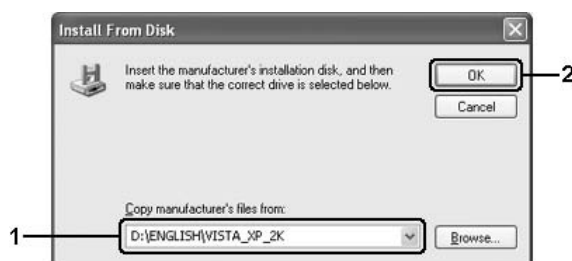 Install From Disk
Insert the manufacturer's installation disk, and then
make sure that the correct drive is selected below.
OK
2
Cancel
Copy manufacturer's files from:
1
D:\ENGLISH\VISTA_XP_2K
Browse...